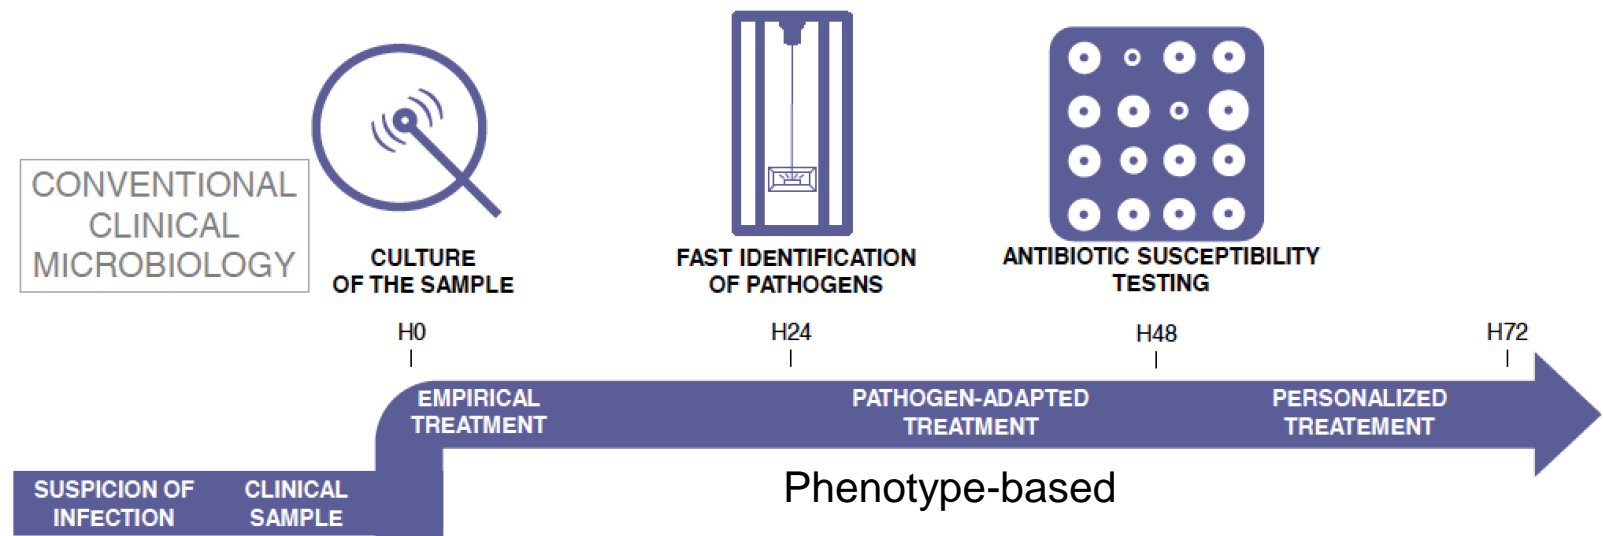 CONVENTIONAL
CLINICAL
MICROBIOLOGY
CULTURE
OF THE SAMPLE
FAST IDENTIFICATION
OF PATHOGENS
ANTIBIOTIC SUSCEPTIBILITY
TESTING
H0
H24
H48
H72
EMPIRICAL
TREATMENT
PATHOGEN-ADAPTED
TREATMENT
PERSONALIZED
TREATEMENT
SUSPICION OF
INFECTION
CLINICAL
SAMPLE
Phenotype-based